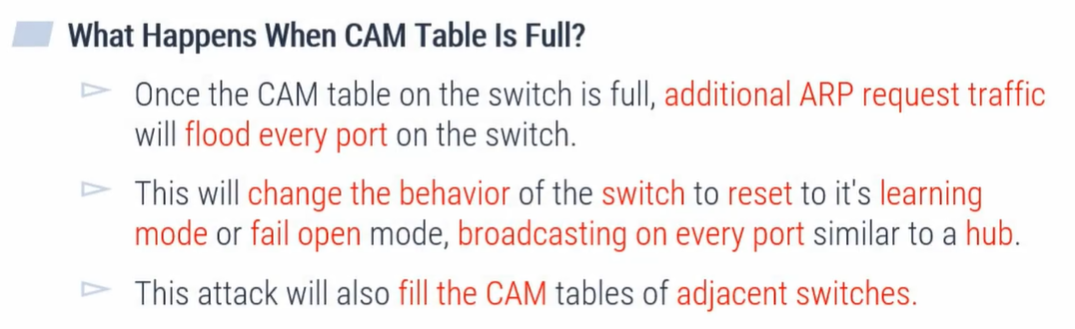 What Happens When CAM Table Is Full?
Once the CAM table on the switch is full, additional ARP request traffic
will flood every port on the switch.
This will change the behavior of the switch to reset to it's learning
mode or fail open mode, broadcasting on every port similar to a hub.
This attack will also fill the CAM tables of adjacent switches.